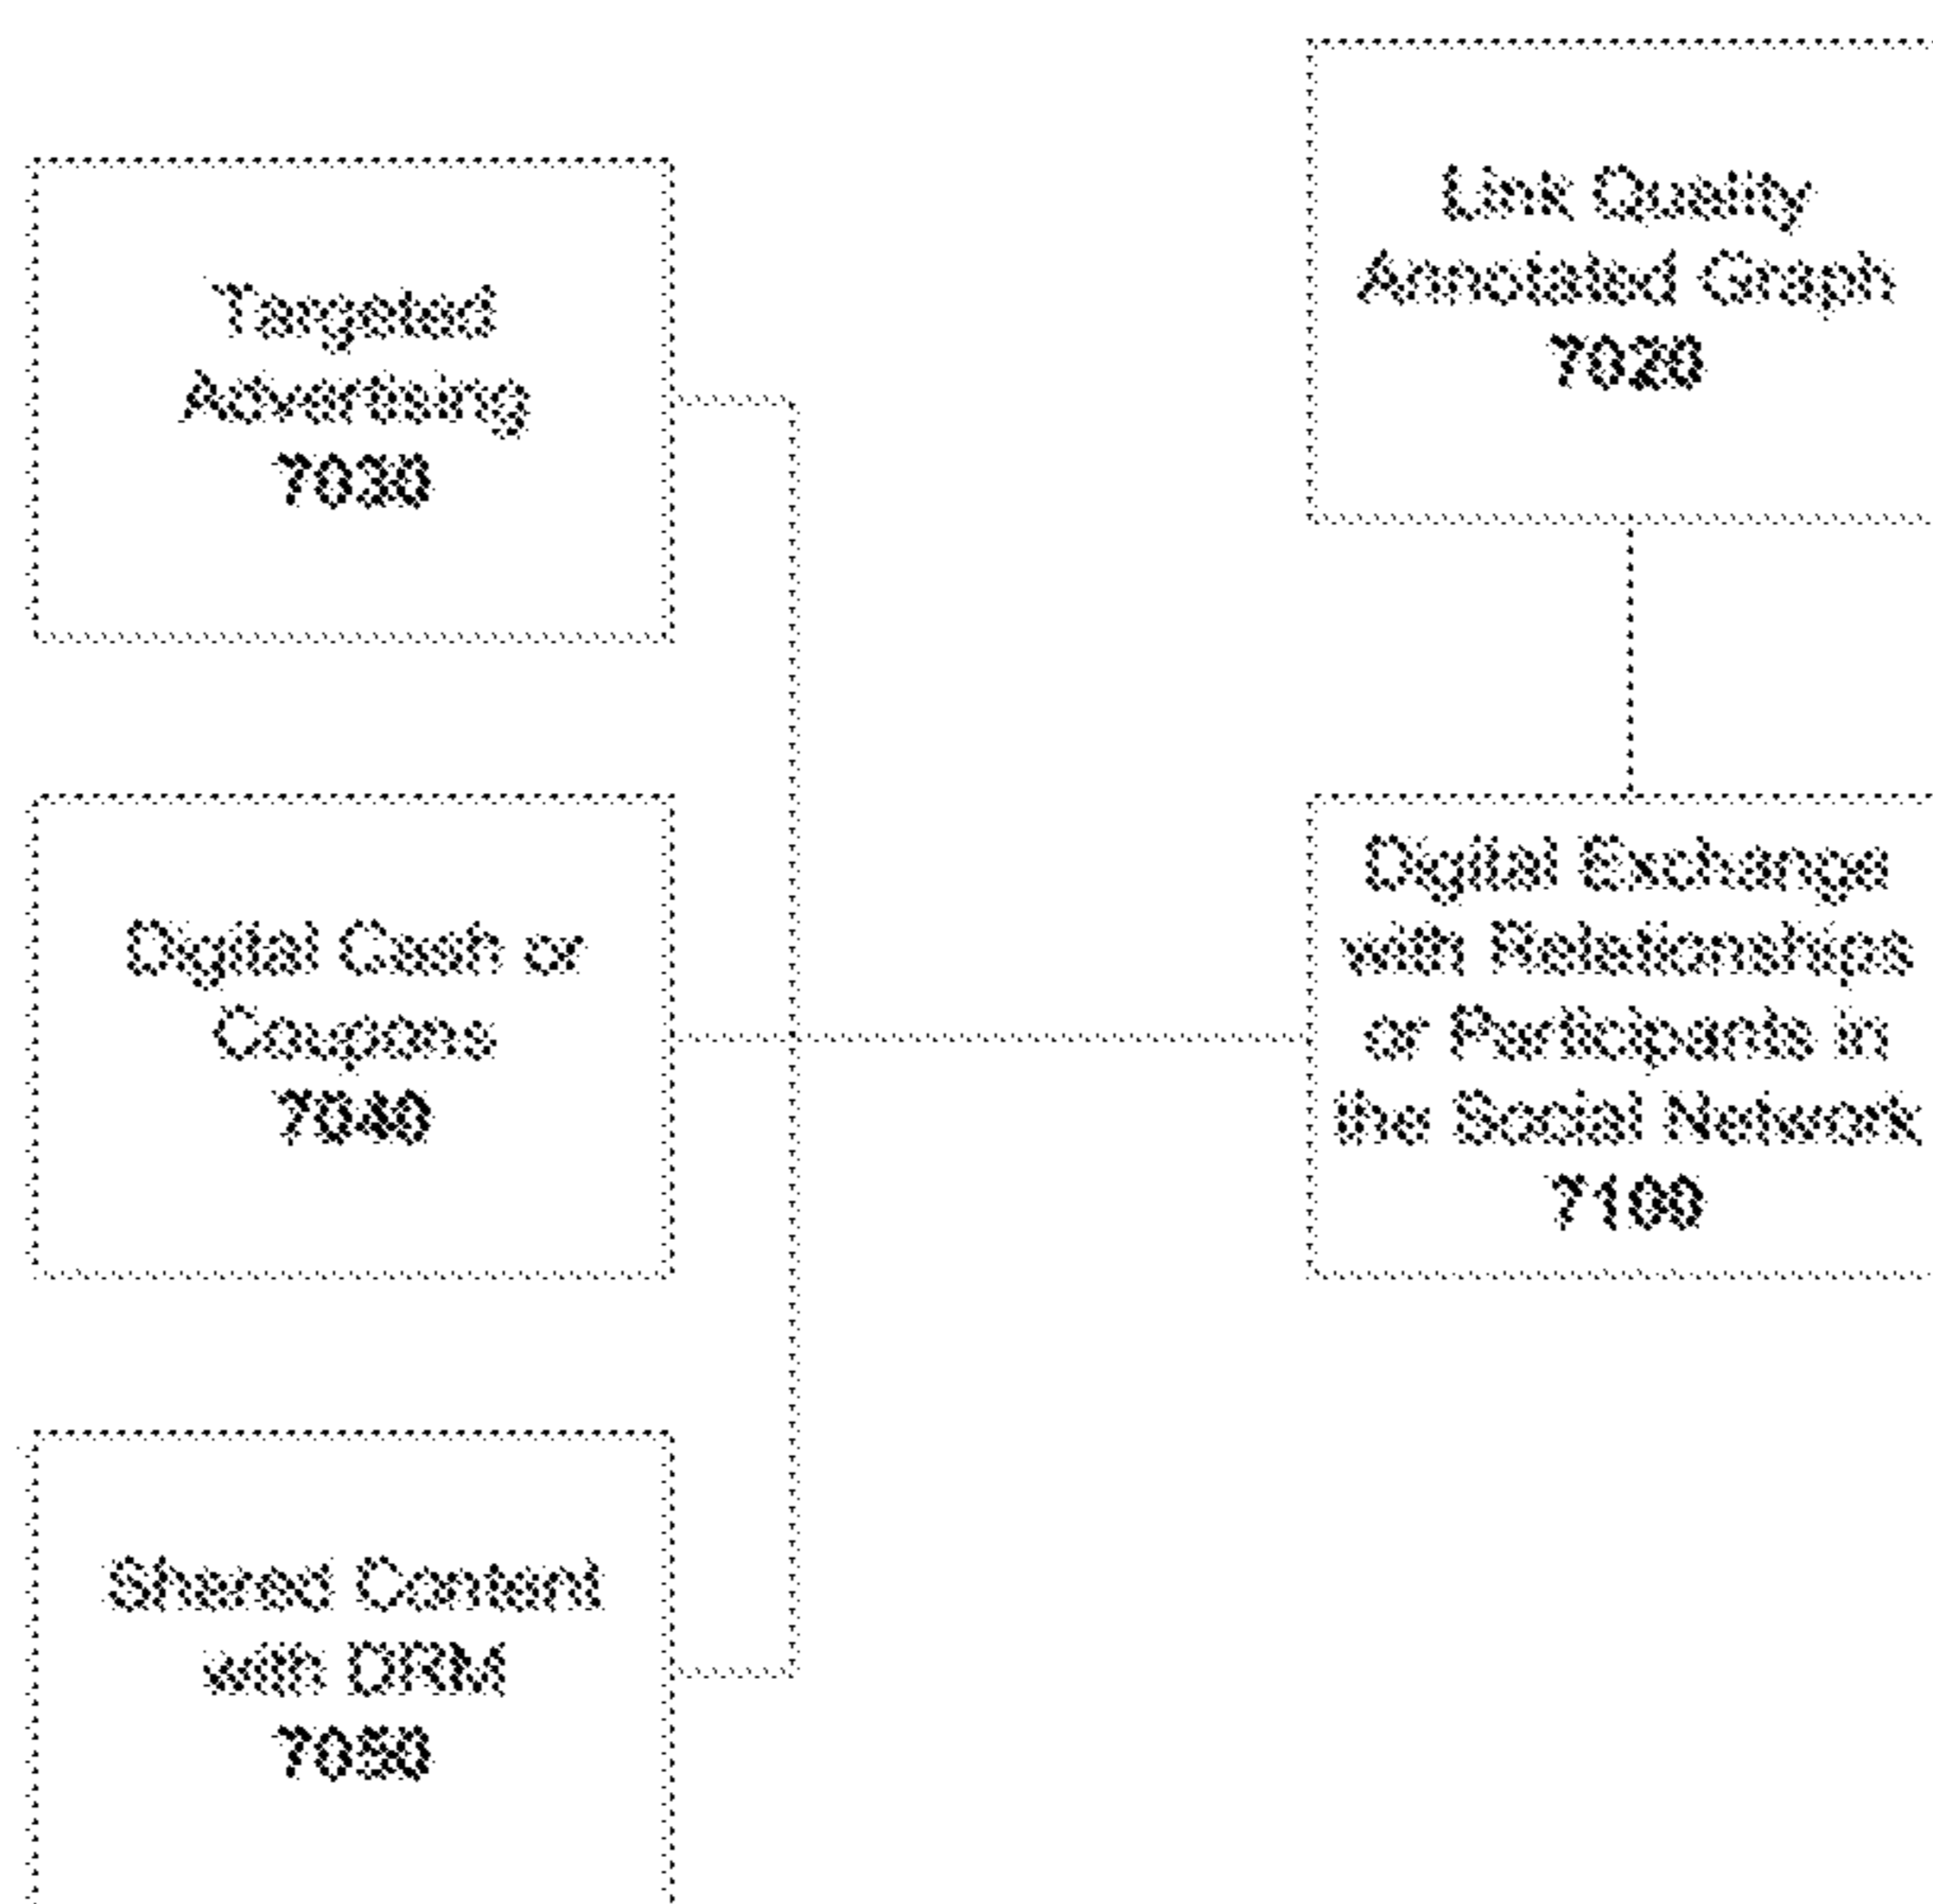 Targeted
Advertising
7030
Digital Cash or
Coupons
7040
Shared Content
with DRM
7050
Link Quality
Annotated Graph
7020
Digital Exchange
with Relationships
or Participants in
the Social Network
7100